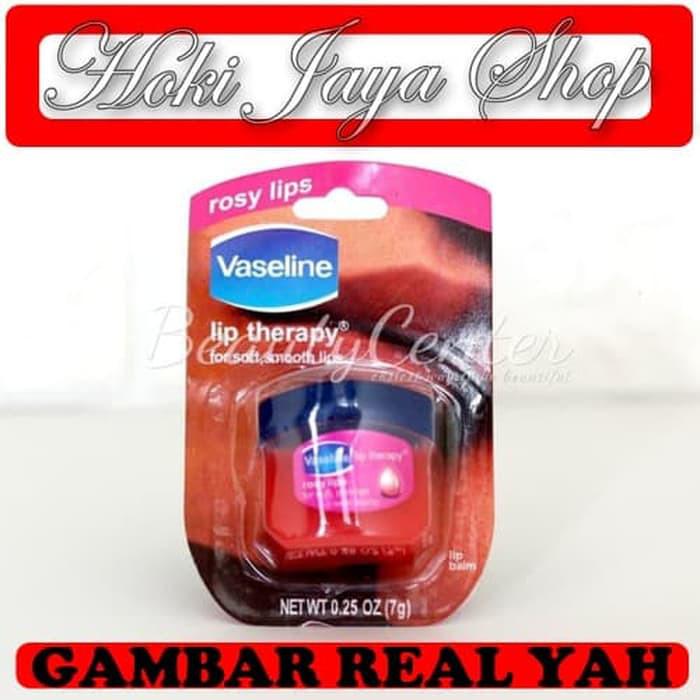 Hoki Jaya Shop
rosy lips
Vaseline
lip therapy®
for soft, smooth lips
BeautyCenter
Vaseline lip therapy®
rosy lips
lip
balm
NET WT 0.25 OZ (7g)
GAMBAR REAL YAH